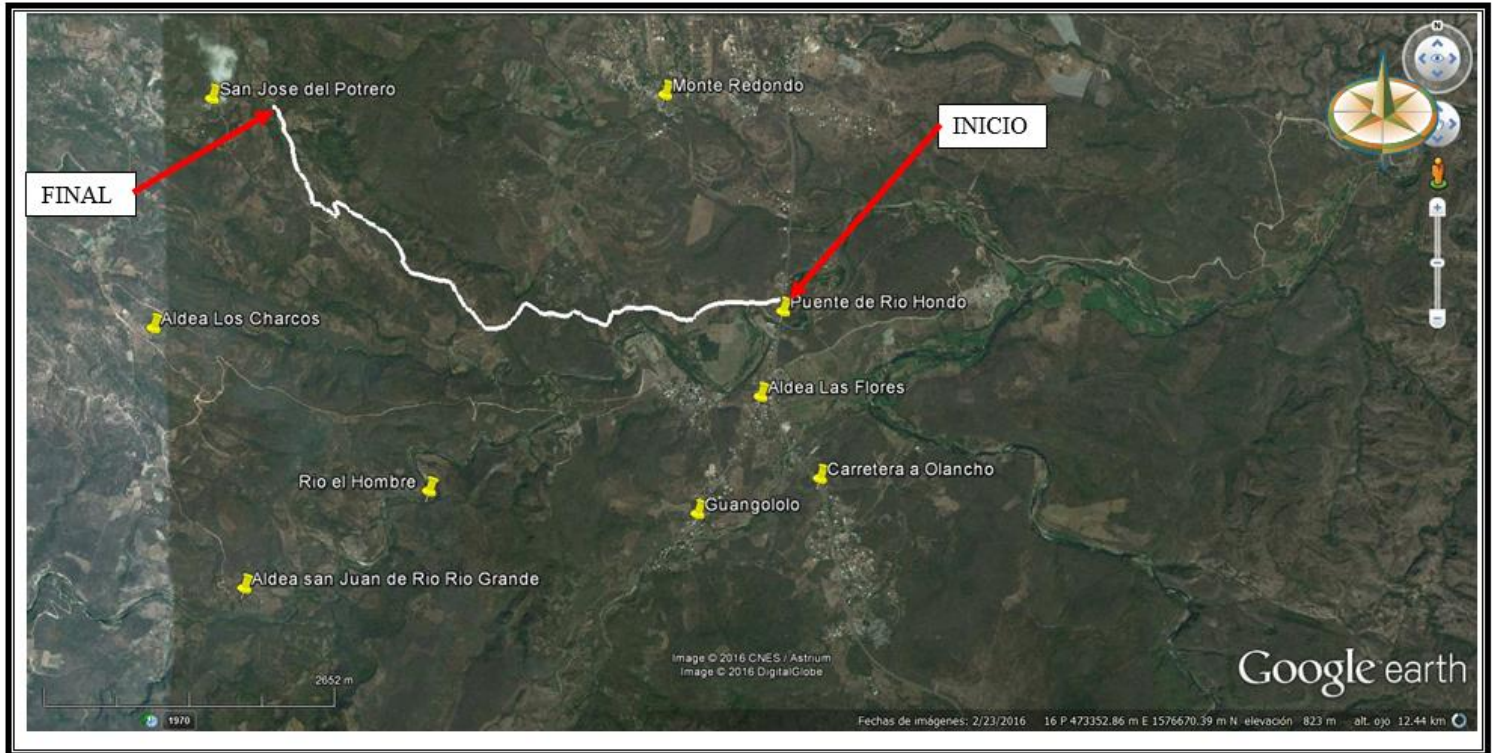 N
San Jose del Potrero
Monte Redondo
INICIO
FINAL
Puente de Rio Hondo
Aldea Los Charcos
Aldea Las Flores
Carretera a Olancho
Rio el Hombre
Guangololo
Aldea san Juan de Rio Rio Grande
Image © 2016 CNES / Astrium
Image © 2016 DigitalGlobe
Google earth
2652 m
1970
Fechas de imágenes: 2/23/2016 16 P 473352.86 m E 1576670.39 m N elevación 823 m alt. ojo 12.44 km